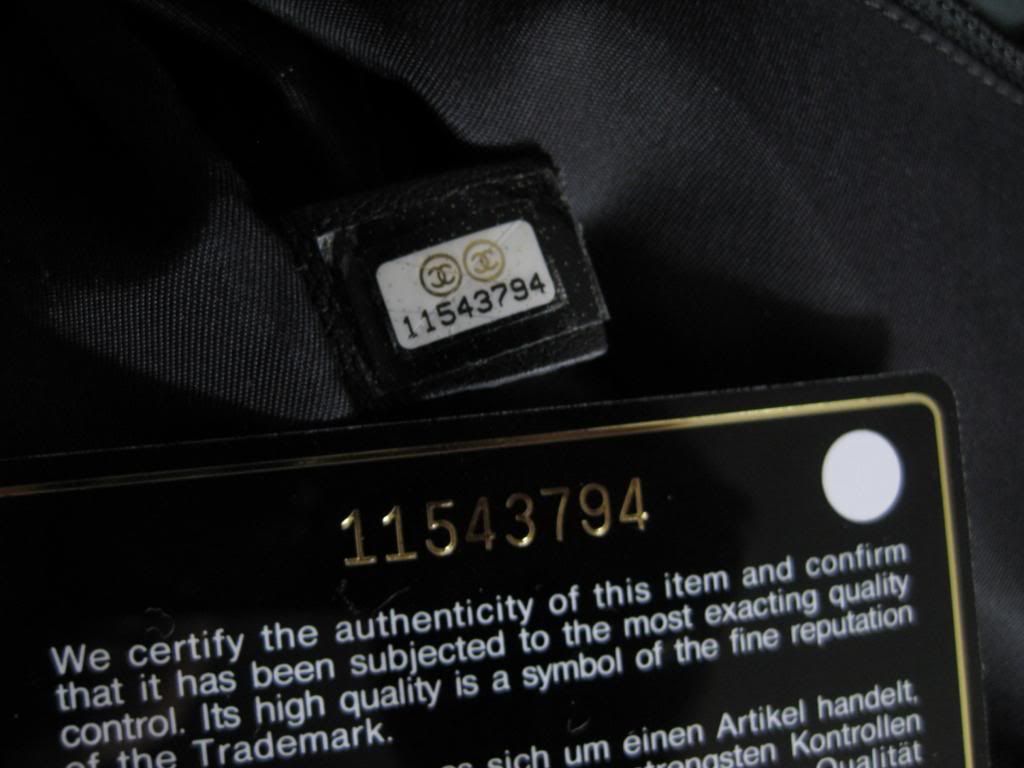 11543794
11543794
We certify the authenticity of this item and confirm
that it has been subjected to the most exacting quality
control. Its high quality is a symbol of the fine reputation
of the Trademark.
sich um einen Artikel handelt,
Kontrollen
Qualität